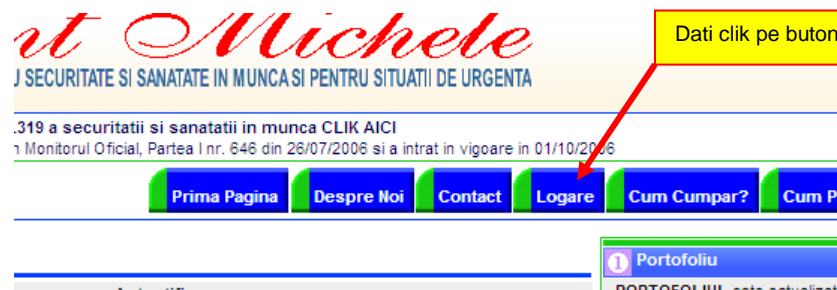 nt Michele
Dati clik pe buton
SECURITATE SI SANATATE IN MUNCA SI PENTRU SITUATII DE URGENTA
.319 a securitatii si sanatatii in munca CLIK AICI
Monitorul Oficial, Partea I nr. 646 din 26/07/2006 si a intrat in vigoare in 01/10/2006
Prima Pagina Despre Noi Contact Logare Cum Cumpar? Cum P
1 Portofoliu